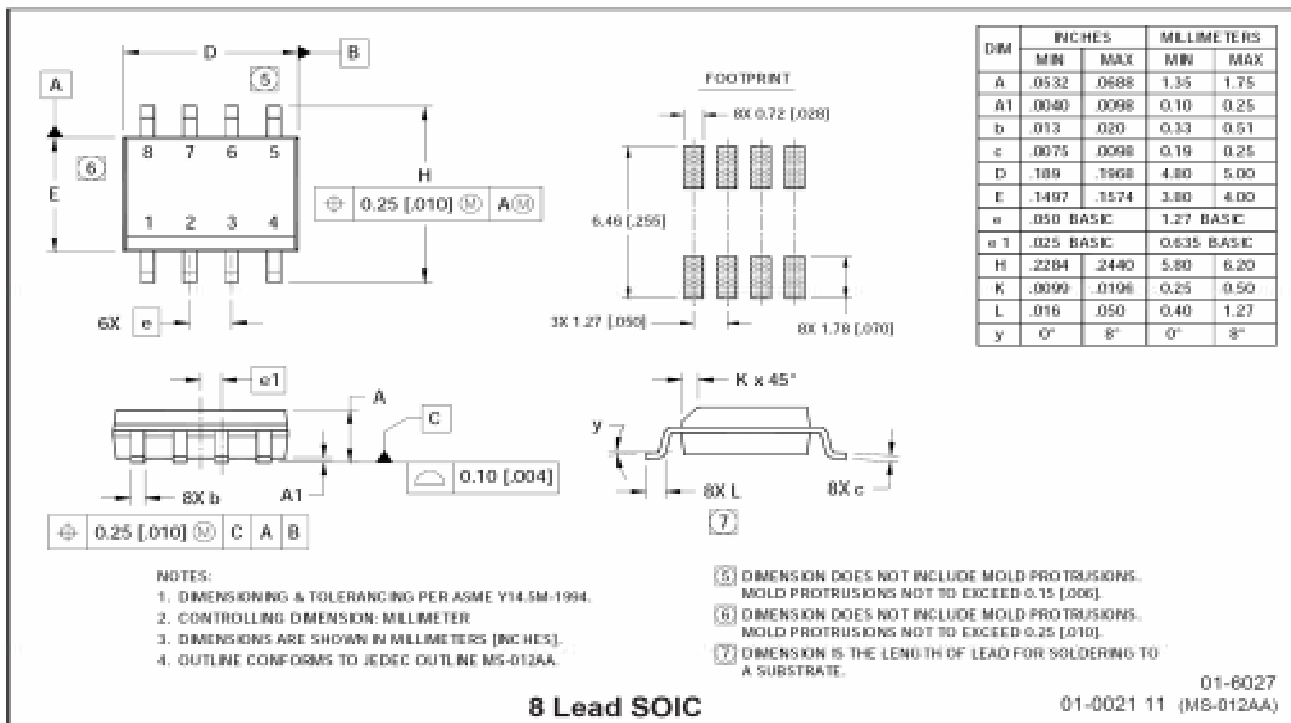 D
B
A
5
6
8 7 6 5
E
1 2 3 4
H
⌖ 0.25 [.010] Ⓜ A Ⓜ
6X e
FOOTPRINT
8X 0.72 [.028]
6.46 [.255]
3X 1.27 [.050]
8X 1.78 [.070]
DIM INCHES MILLIMETERS
MIN MAX MIN MAX
A .0532 .0688 1.35 1.75
A1 .0040 .0098 0.10 0.25
b .013 .020 0.33 0.51
c .0075 .0098 0.19 0.25
D .189 .1968 4.80 5.00
E .1497 .1574 3.80 4.00
e .050 BASIC 1.27 BASIC
e 1 .025 BASIC 0.635 BASIC
H .2284 .2440 5.80 6.20
K .0099 .0196 0.25 0.50
L .016 .050 0.40 1.27
y 0° 8° 0° 8°
e1
A
C
0.10 [.004]
8X b
A1
⌖ 0.25 [.010] Ⓜ C A B
K x 45°
y
8X L
7
8X c
NOTES:
1. DIMENSIONING & TOLERANCING PER ASME Y14.5M-1994.
2. CONTROLLING DIMENSION: MILLIMETER
3. DIMENSIONS ARE SHOWN IN MILLIMETERS [INCHES].
4. OUTLINE CONFORMS TO JEDEC OUTLINE MS-012AA.
5 DIMENSION DOES NOT INCLUDE MOLD PROTRUSIONS.
MOLD PROTRUSIONS NOT TO EXCEED 0.15 [.006].
6 DIMENSION DOES NOT INCLUDE MOLD PROTRUSIONS.
MOLD PROTRUSIONS NOT TO EXCEED 0.25 [.010].
7 DIMENSION IS THE LENGTH OF LEAD FOR SOLDERING TO
A SUBSTRATE.
8 Lead SOIC
01-6027
01-0021 11 (MS-012AA)